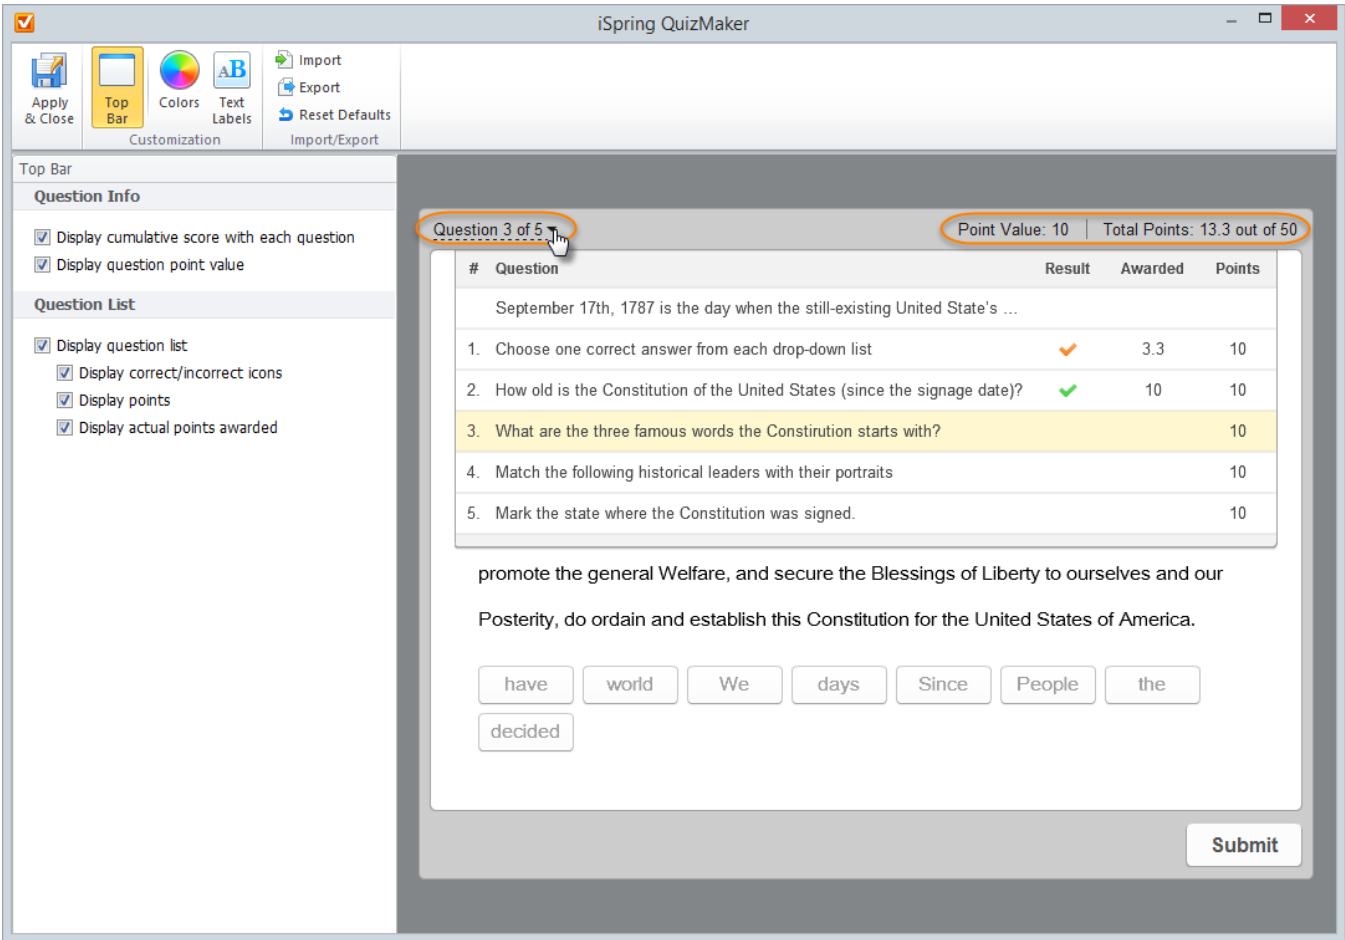 iSpring QuizMaker
Apply & Close
Top Bar
Colors
Text Labels
Import
Export
Reset Defaults
Customization
Import/Export
Top Bar
Question Info
Display cumulative score with each question
Display question point value
Question List
Display question list
Display correct/incorrect icons
Display points
Display actual points awarded
Question 3 of 5
Point Value: 10 | Total Points: 13.3 out of 50
# Question Result Awarded Points
September 17th, 1787 is the day when the still-existing United State's ...
1. Choose one correct answer from each drop-down list 3.3 10
2. How old is the Constitution of the United States (since the signage date)? 10 10
3. What are the three famous words the Constirution starts with? 10
4. Match the following historical leaders with their portraits 10
5. Mark the state where the Constitution was signed. 10
promote the general Welfare, and secure the Blessings of Liberty to ourselves and our
Posterity, do ordain and establish this Constitution for the United States of America.
have world We days Since People the
decided
Submit